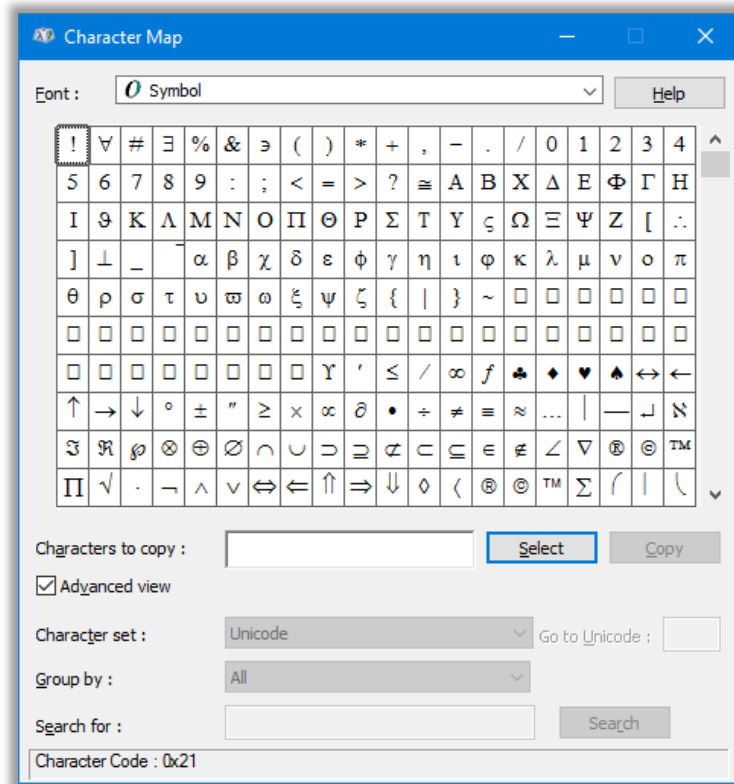 Character Map
Font : O Symbol Help
! ∀ # ∃ % & ∍ ( ) * + , − . / 0 1 2 3 4
5 6 7 8 9 : ; < = > ? ≅ Α Β Χ Δ Ε Φ Γ Η
Ι ϑ Κ Λ Μ Ν Ο Π Θ Ρ Σ Τ Υ ς Ω Ξ Ψ Ζ [ ∴
] ⊥ _ ‾ α β χ δ ε ϕ γ η ι φ κ λ μ ν ο π
θ ρ σ τ υ ϖ ω ξ ψ ζ { | } ~ □ □ □ □ □ □
□ □ □ □ □ □ □ □ □ □ □ □ □ □ □ □ □ □ □ □
□ □ □ □ □ □ □ □ ϒ ′ ≤ ⁄ ∞ ƒ ♣ ♦ ♥ ♠ ↔ ←
↑ → ↓ ° ± ″ ≥ × ∝ ∂ • ÷ ≠ ≡ ≈ … │ — ↵ ℵ
ℑ ℜ ℘ ⊗ ⊕ ∅ ∩ ∪ ⊃ ⊇ ⊄ ⊂ ⊆ ∈ ∉ ∠ ∇ ® © ™
∏ √ ⋅ ¬ ∧ ∨ ⇔ ⇐ ⇑ ⇒ ⇓ ◊ 〈 ® © ™ ∑ ⎛ ⎜ ⎝
Characters to copy : Select Copy
Advanced view
Character set : Unicode Go to Unicode :
Group by : All
Search for : Search
Character Code : 0x21